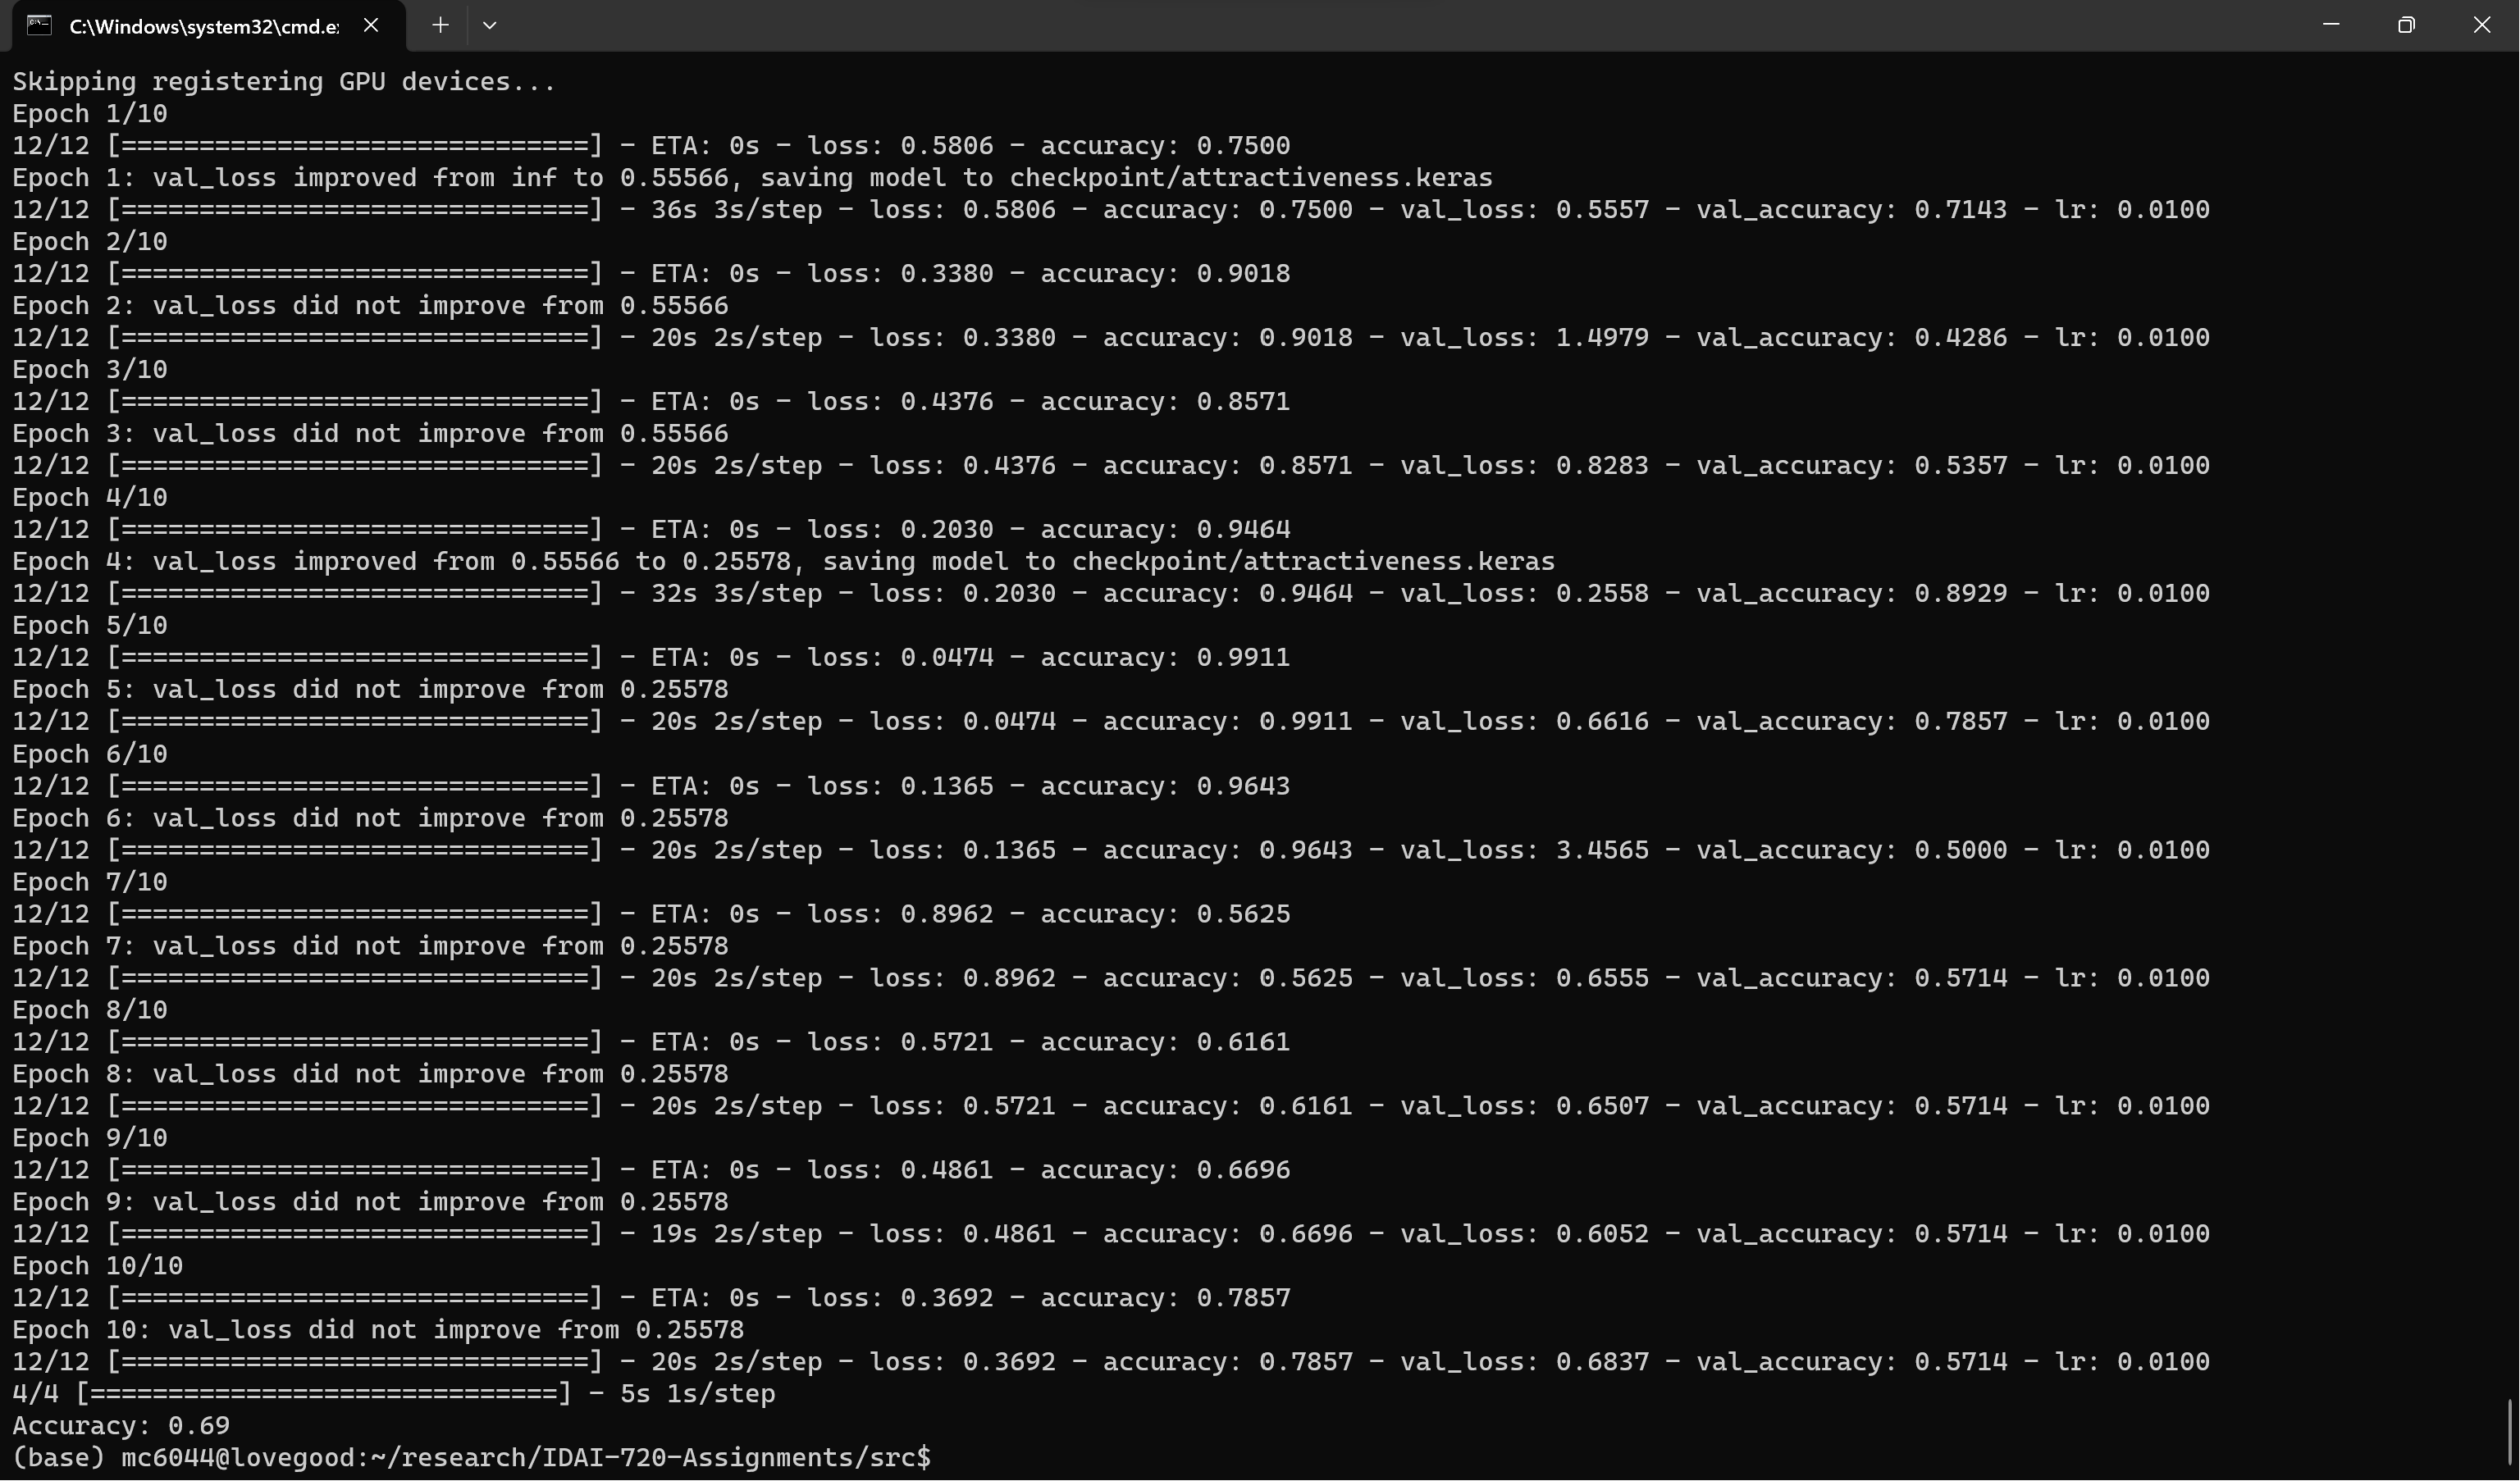 C:\Windows\system32\cmd.e
Skipping registering GPU devices...
Epoch 1/10
12/12 [==============================] - ETA: 0s - loss: 0.5806 - accuracy: 0.7500
Epoch 1: val_loss improved from inf to 0.55566, saving model to checkpoint/attractiveness.keras
12/12 [==============================] - 36s 3s/step - loss: 0.5806 - accuracy: 0.7500 - val_loss: 0.5557 - val_accuracy: 0.7143 - lr: 0.0100
Epoch 2/10
12/12 [==============================] - ETA: 0s - loss: 0.3380 - accuracy: 0.9018
Epoch 2: val_loss did not improve from 0.55566
12/12 [==============================] - 20s 2s/step - loss: 0.3380 - accuracy: 0.9018 - val_loss: 1.4979 - val_accuracy: 0.4286 - lr: 0.0100
Epoch 3/10
12/12 [==============================] - ETA: 0s - loss: 0.4376 - accuracy: 0.8571
Epoch 3: val_loss did not improve from 0.55566
12/12 [==============================] - 20s 2s/step - loss: 0.4376 - accuracy: 0.8571 - val_loss: 0.8283 - val_accuracy: 0.5357 - lr: 0.0100
Epoch 4/10
12/12 [==============================] - ETA: 0s - loss: 0.2030 - accuracy: 0.9464
Epoch 4: val_loss improved from 0.55566 to 0.25578, saving model to checkpoint/attractiveness.keras
12/12 [==============================] - 32s 3s/step - loss: 0.2030 - accuracy: 0.9464 - val_loss: 0.2558 - val_accuracy: 0.8929 - lr: 0.0100
Epoch 5/10
12/12 [==============================] - ETA: 0s - loss: 0.0474 - accuracy: 0.9911
Epoch 5: val_loss did not improve from 0.25578
12/12 [==============================] - 20s 2s/step - loss: 0.0474 - accuracy: 0.9911 - val_loss: 0.6616 - val_accuracy: 0.7857 - lr: 0.0100
Epoch 6/10
12/12 [==============================] - ETA: 0s - loss: 0.1365 - accuracy: 0.9643
Epoch 6: val_loss did not improve from 0.25578
12/12 [==============================] - 20s 2s/step - loss: 0.1365 - accuracy: 0.9643 - val_loss: 3.4565 - val_accuracy: 0.5000 - lr: 0.0100
Epoch 7/10
12/12 [==============================] - ETA: 0s - loss: 0.8962 - accuracy: 0.5625
Epoch 7: val_loss did not improve from 0.25578
12/12 [==============================] - 20s 2s/step - loss: 0.8962 - accuracy: 0.5625 - val_loss: 0.6555 - val_accuracy: 0.5714 - lr: 0.0100
Epoch 8/10
12/12 [==============================] - ETA: 0s - loss: 0.5721 - accuracy: 0.6161
Epoch 8: val_loss did not improve from 0.25578
12/12 [==============================] - 20s 2s/step - loss: 0.5721 - accuracy: 0.6161 - val_loss: 0.6507 - val_accuracy: 0.5714 - lr: 0.0100
Epoch 9/10
12/12 [==============================] - ETA: 0s - loss: 0.4861 - accuracy: 0.6696
Epoch 9: val_loss did not improve from 0.25578
12/12 [==============================] - 19s 2s/step - loss: 0.4861 - accuracy: 0.6696 - val_loss: 0.6052 - val_accuracy: 0.5714 - lr: 0.0100
Epoch 10/10
12/12 [==============================] - ETA: 0s - loss: 0.3692 - accuracy: 0.7857
Epoch 10: val_loss did not improve from 0.25578
12/12 [==============================] - 20s 2s/step - loss: 0.3692 - accuracy: 0.7857 - val_loss: 0.6837 - val_accuracy: 0.5714 - lr: 0.0100
4/4 [==============================] - 5s 1s/step
Accuracy: 0.69
(base) mc6044@lovegood:~/research/IDAI-720-Assignments/src$